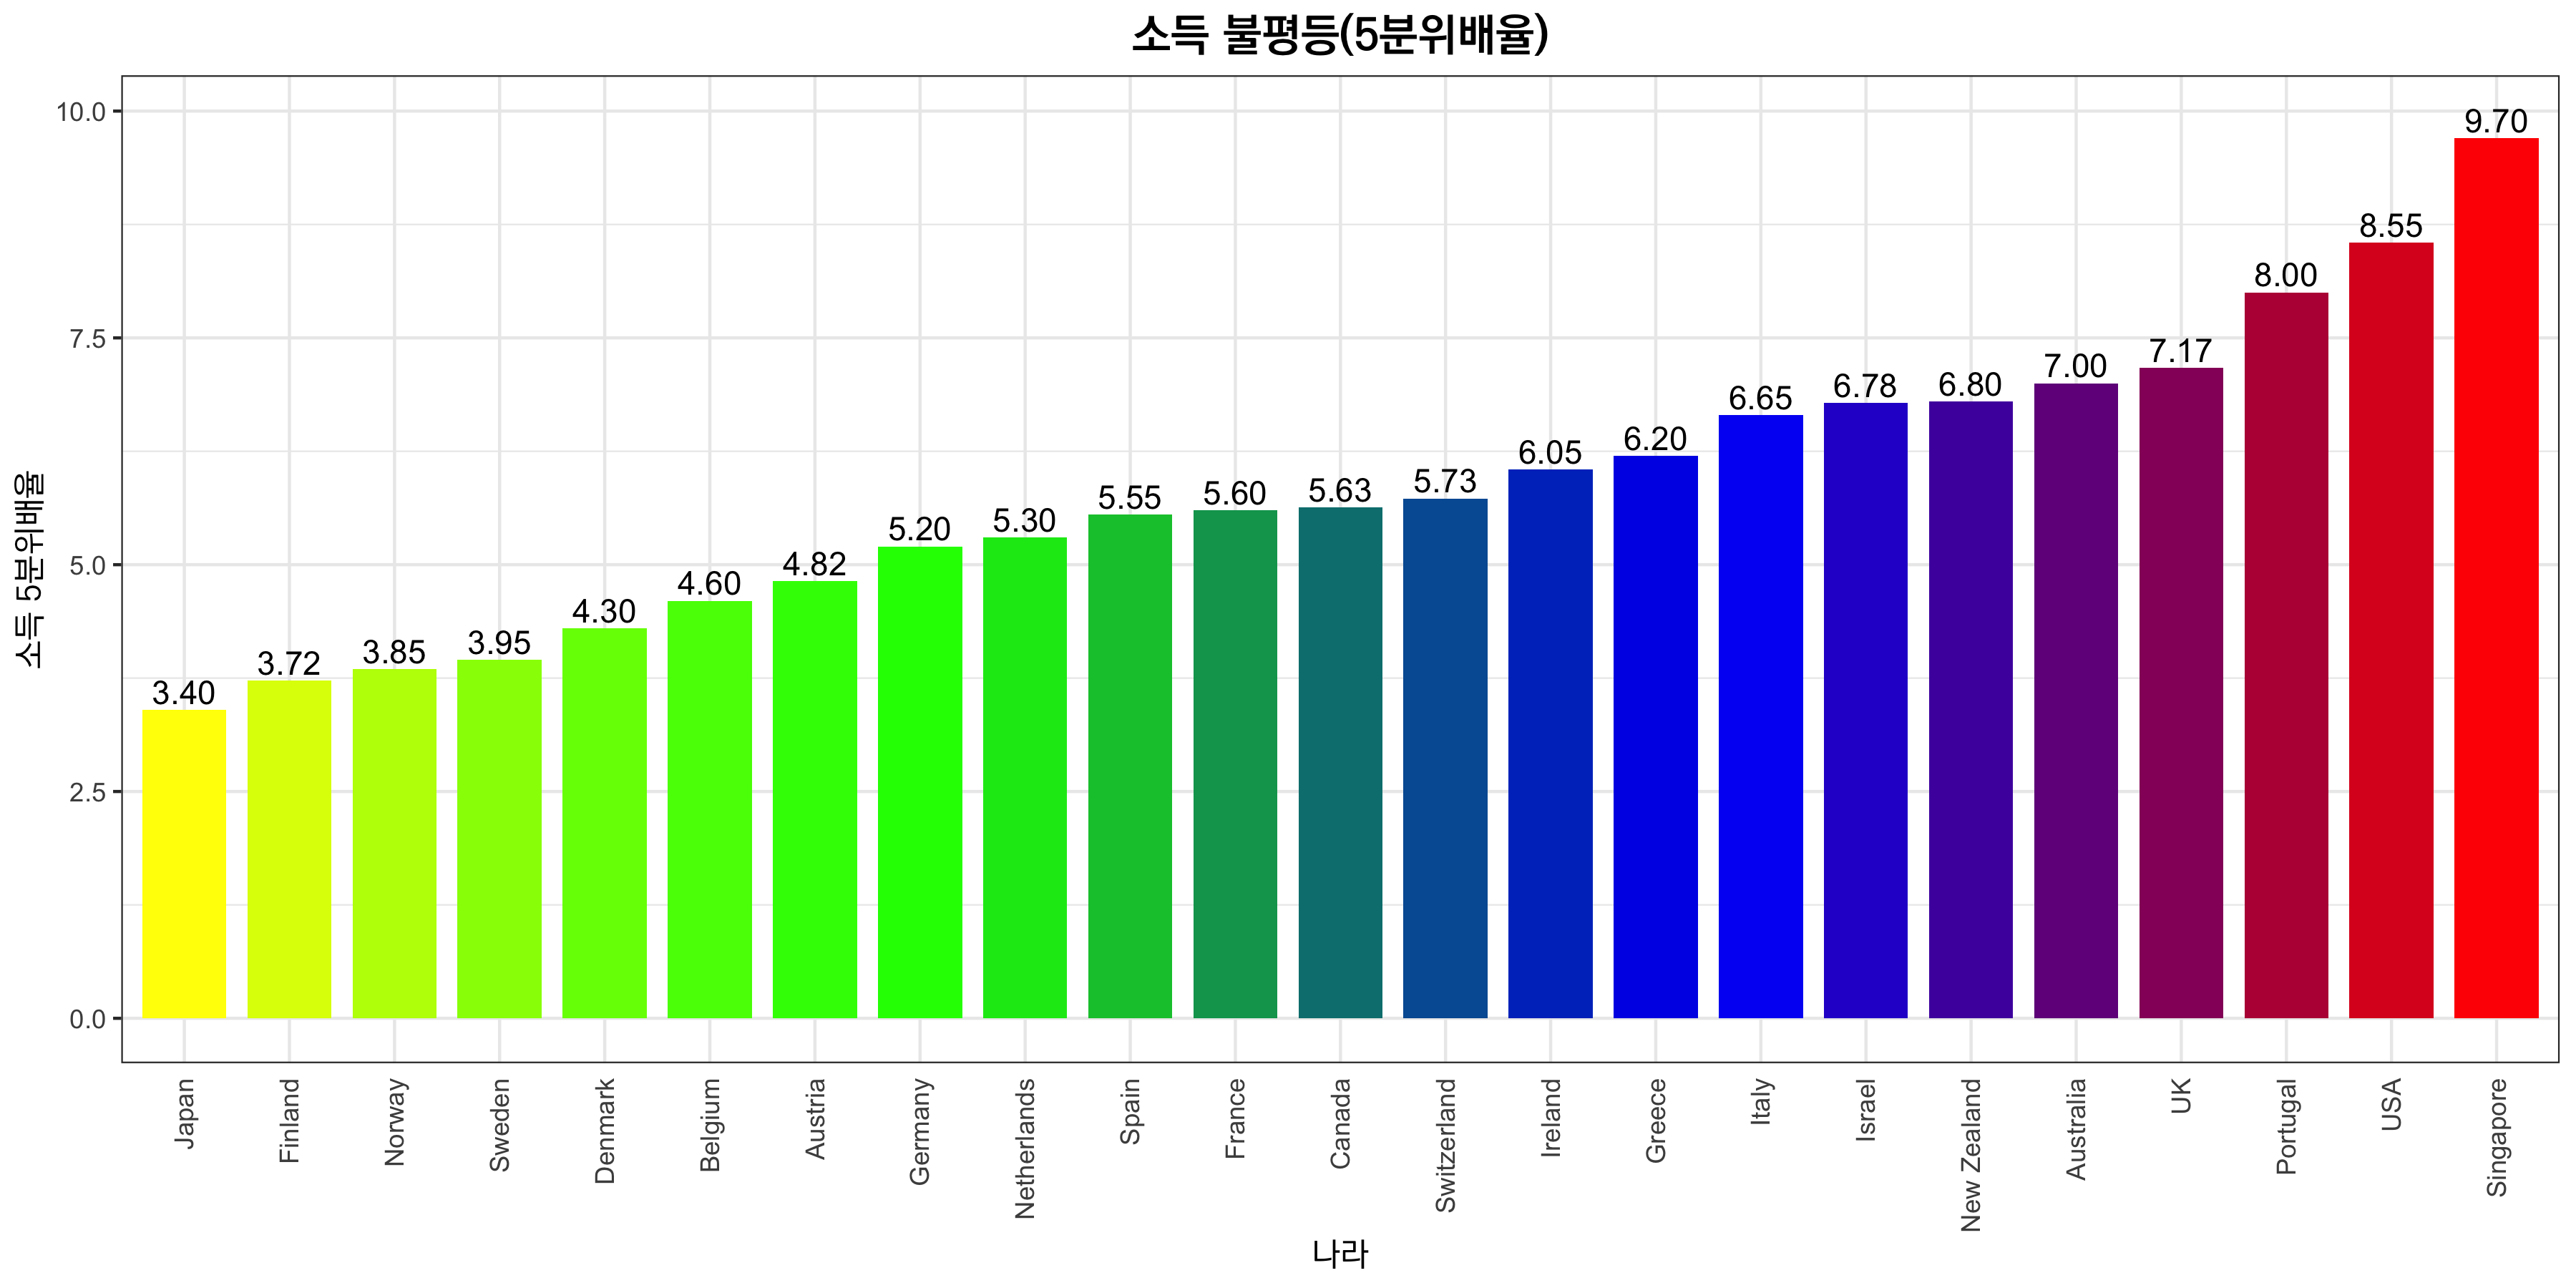 소득 불평등(5분위배율)
소득 5분위배율
10.0
7.5
5.0
2.5
0.0
3.40
3.72
3.85
3.95
4.30
4.60
4.82
5.20
5.30
5.55
5.60
5.63
5.73
6.05
6.20
6.65
6.78
6.80
7.00
7.17
8.00
8.55
9.70
Japan
Finland
Norway
Sweden
Denmark
Belgium
Austria
Germany
Netherlands
Spain
France
Canada
Switzerland
Ireland
Greece
Italy
Israel
New Zealand
Australia
UK
Portugal
USA
Singapore
나라